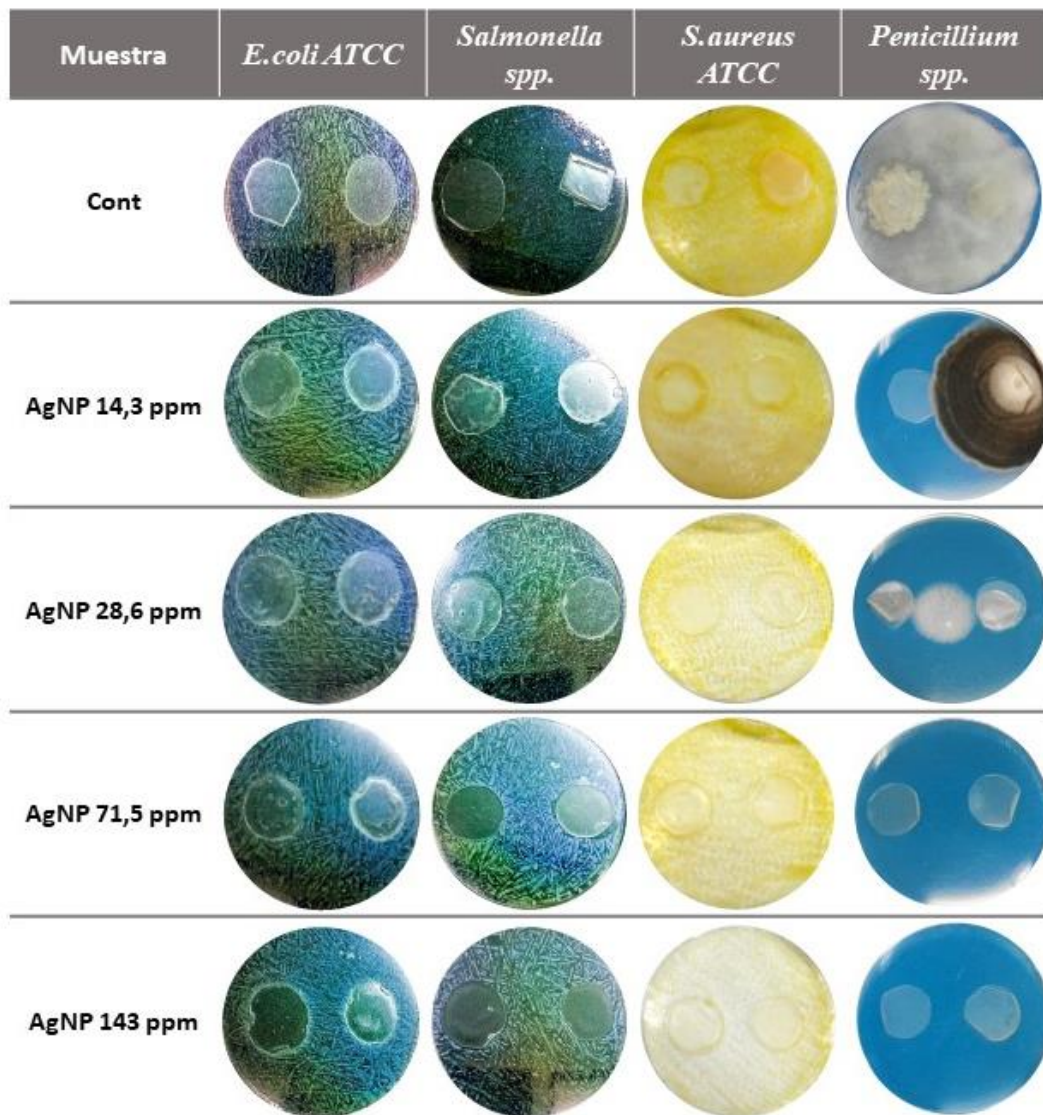 Muestra
E.coli ATCC
Salmonella
spp.
S.aureus
ATCC
Penicillium
spp.
Cont
AgNP 14,3 ppm
AgNP 28,6 ppm
AgNP 71,5 ppm
AgNP 143 ppm